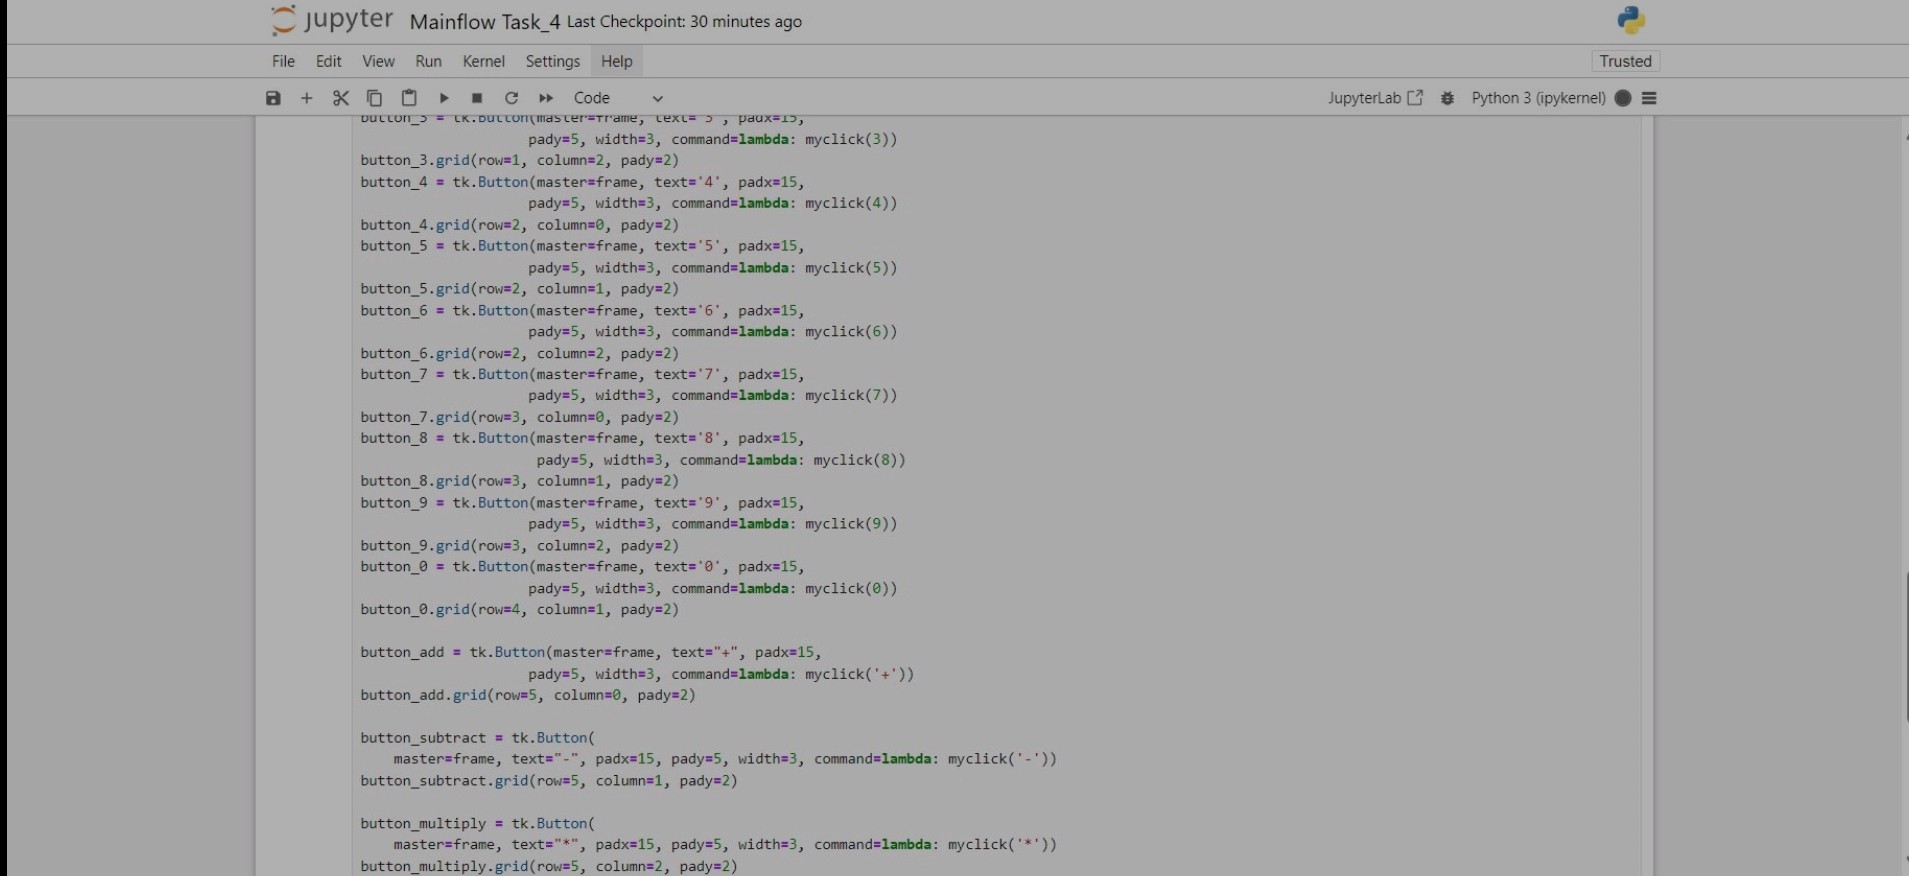 jupyter Mainflow Task_4 Last Checkpoint: 30 minutes ago
File Edit View Run Kernel Settings Help Trusted
Code JupyterLab Python 3 (ipykernel)
button_3 = tk.Button(master=frame, text='3', padx=15,
pady=5, width=3, command=lambda: myclick(3))
button_3.grid(row=1, column=2, pady=2)
button_4 = tk.Button(master=frame, text='4', padx=15,
pady=5, width=3, command=lambda: myclick(4))
button_4.grid(row=2, column=0, pady=2)
button_5 = tk.Button(master=frame, text='5', padx=15,
pady=5, width=3, command=lambda: myclick(5))
button_5.grid(row=2, column=1, pady=2)
button_6 = tk.Button(master=frame, text='6', padx=15,
pady=5, width=3, command=lambda: myclick(6))
button_6.grid(row=2, column=2, pady=2)
button_7 = tk.Button(master=frame, text='7', padx=15,
pady=5, width=3, command=lambda: myclick(7))
button_7.grid(row=3, column=0, pady=2)
button_8 = tk.Button(master=frame, text='8', padx=15,
pady=5, width=3, command=lambda: myclick(8))
button_8.grid(row=3, column=1, pady=2)
button_9 = tk.Button(master=frame, text='9', padx=15,
pady=5, width=3, command=lambda: myclick(9))
button_9.grid(row=3, column=2, pady=2)
button_0 = tk.Button(master=frame, text='0', padx=15,
pady=5, width=3, command=lambda: myclick(0))
button_0.grid(row=4, column=1, pady=2)
button_add = tk.Button(master=frame, text="+", padx=15,
pady=5, width=3, command=lambda: myclick('+'))
button_add.grid(row=5, column=0, pady=2)
button_subtract = tk.Button(
master=frame, text="-", padx=15, pady=5, width=3, command=lambda: myclick('-'))
button_subtract.grid(row=5, column=1, pady=2)
button_multiply = tk.Button(
master=frame, text="*", padx=15, pady=5, width=3, command=lambda: myclick('*'))
button_multiply.grid(row=5, column=2, pady=2)